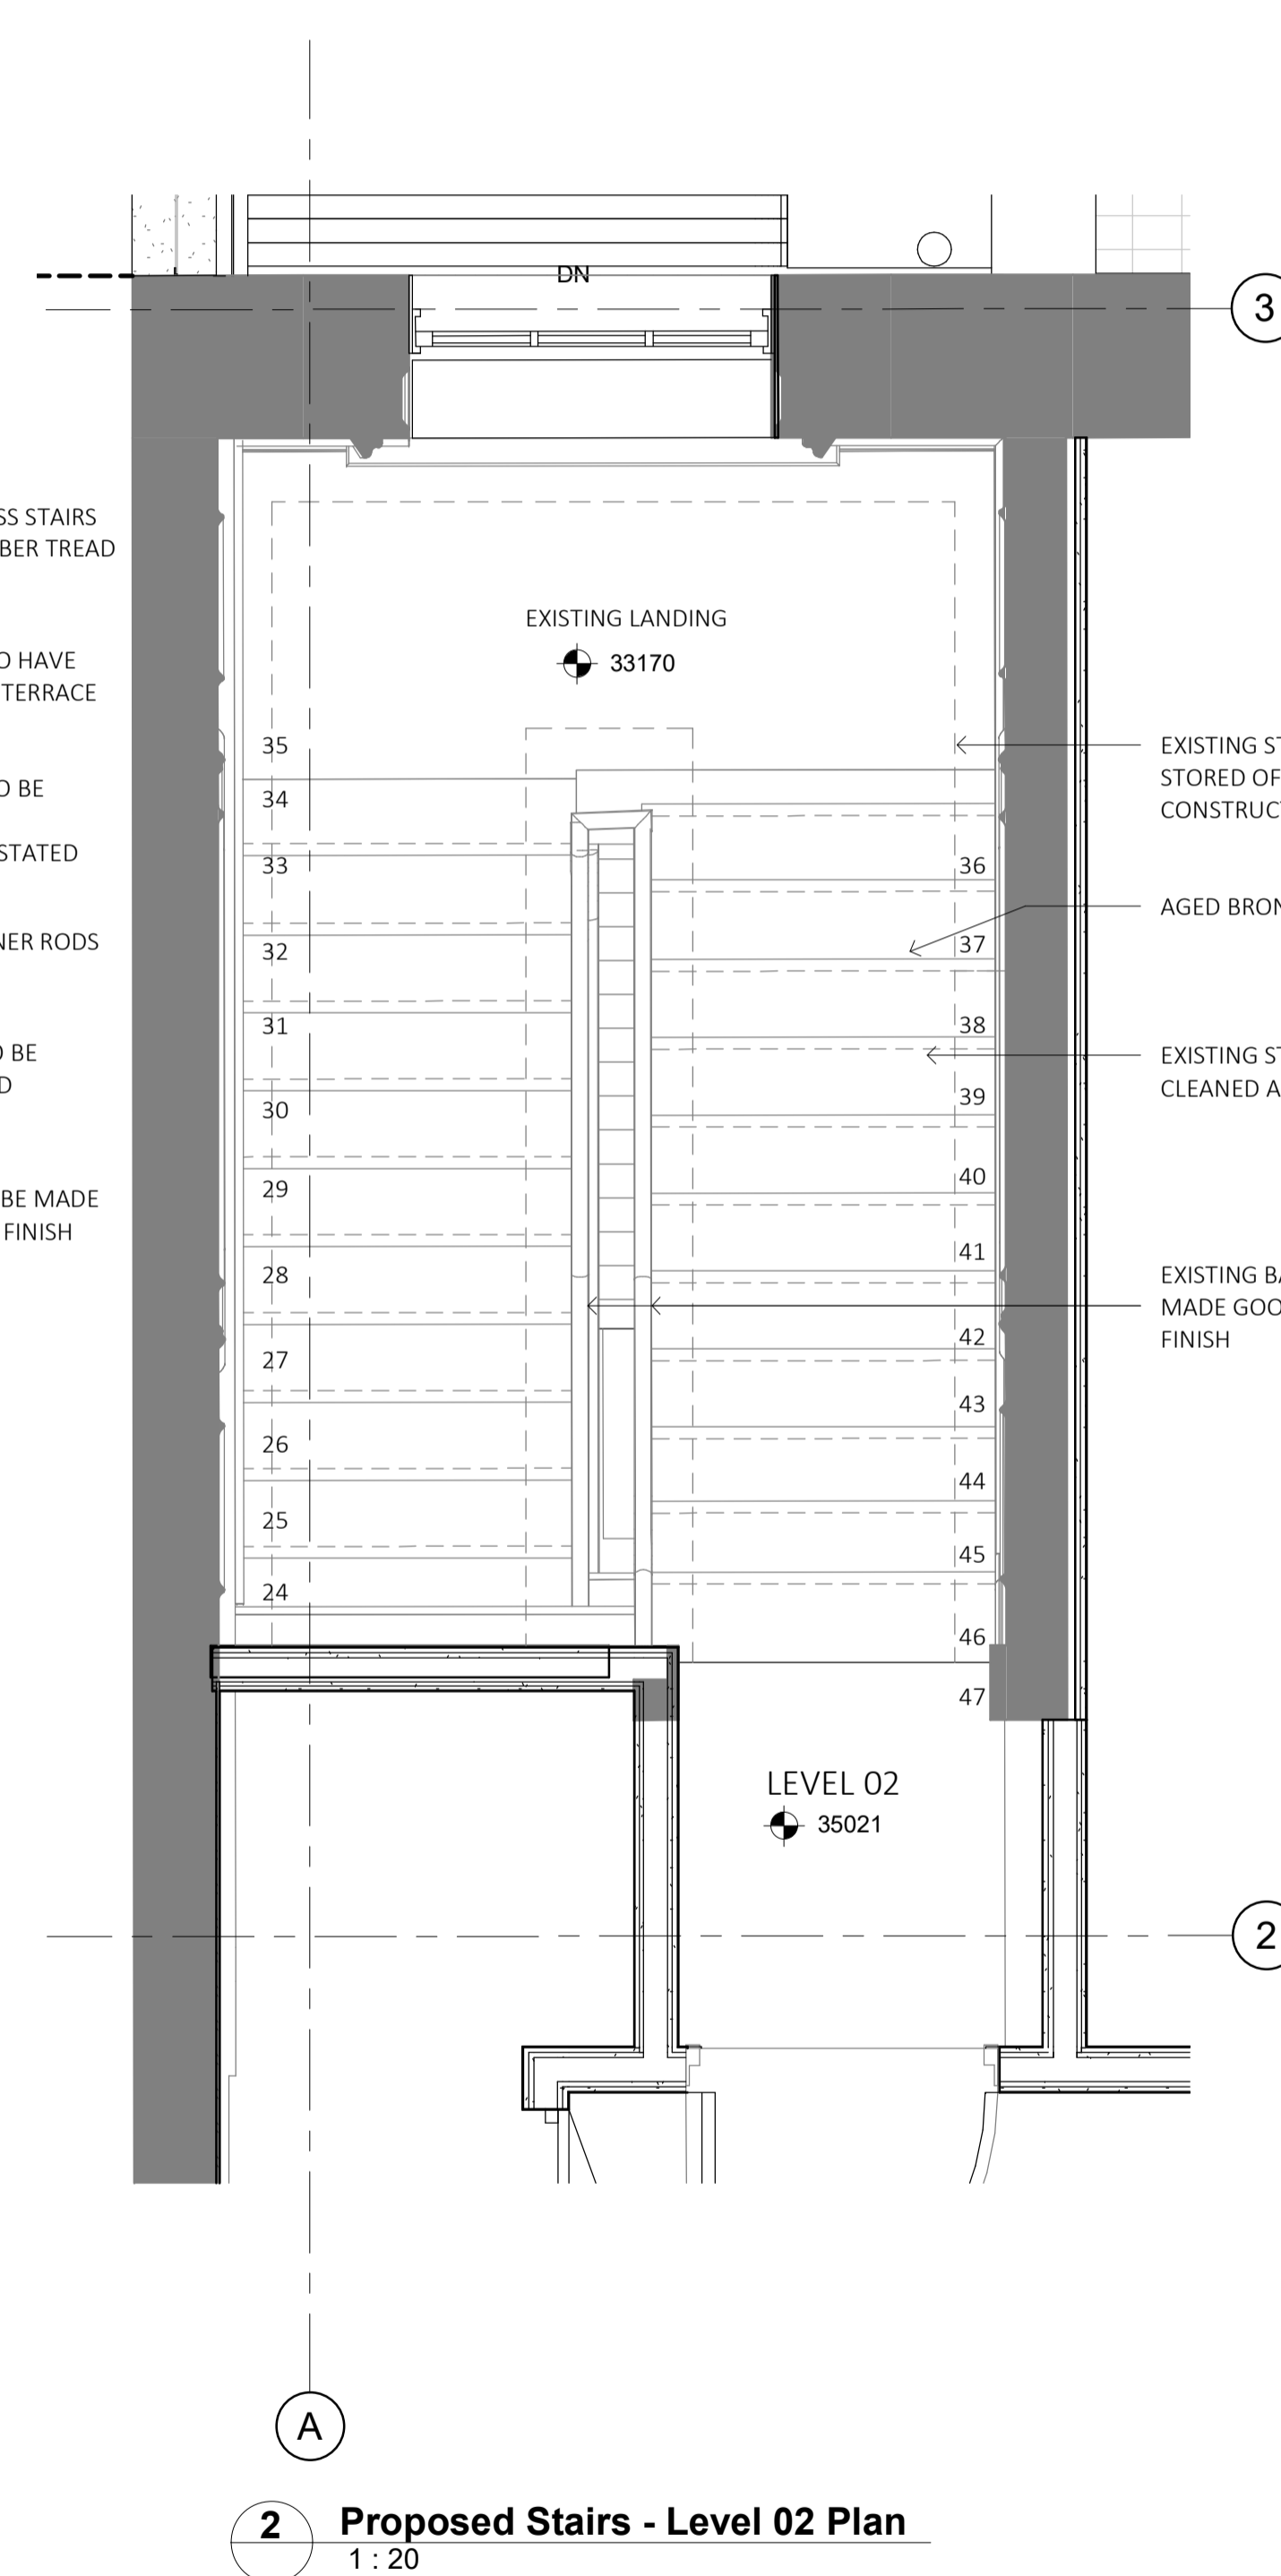 DN
3
SS STAIRS
BER TREAD
EXISTING LANDING
33170
O HAVE
TERRACE
O BE
STATED
NER RODS
O BE
D
BE MADE
FINISH
35
34
33
32
31
30
29
28
27
26
25
24
36
37
38
39
40
41
42
43
44
45
46
47
EXISTING ST
STORED OF
CONSTRUCT
AGED BRON
EXISTING ST
CLEANED A
EXISTING BA
MADE GOO
FINISH
LEVEL 02
35021
2
A
2
Proposed Stairs - Level 02 Plan
1 : 20